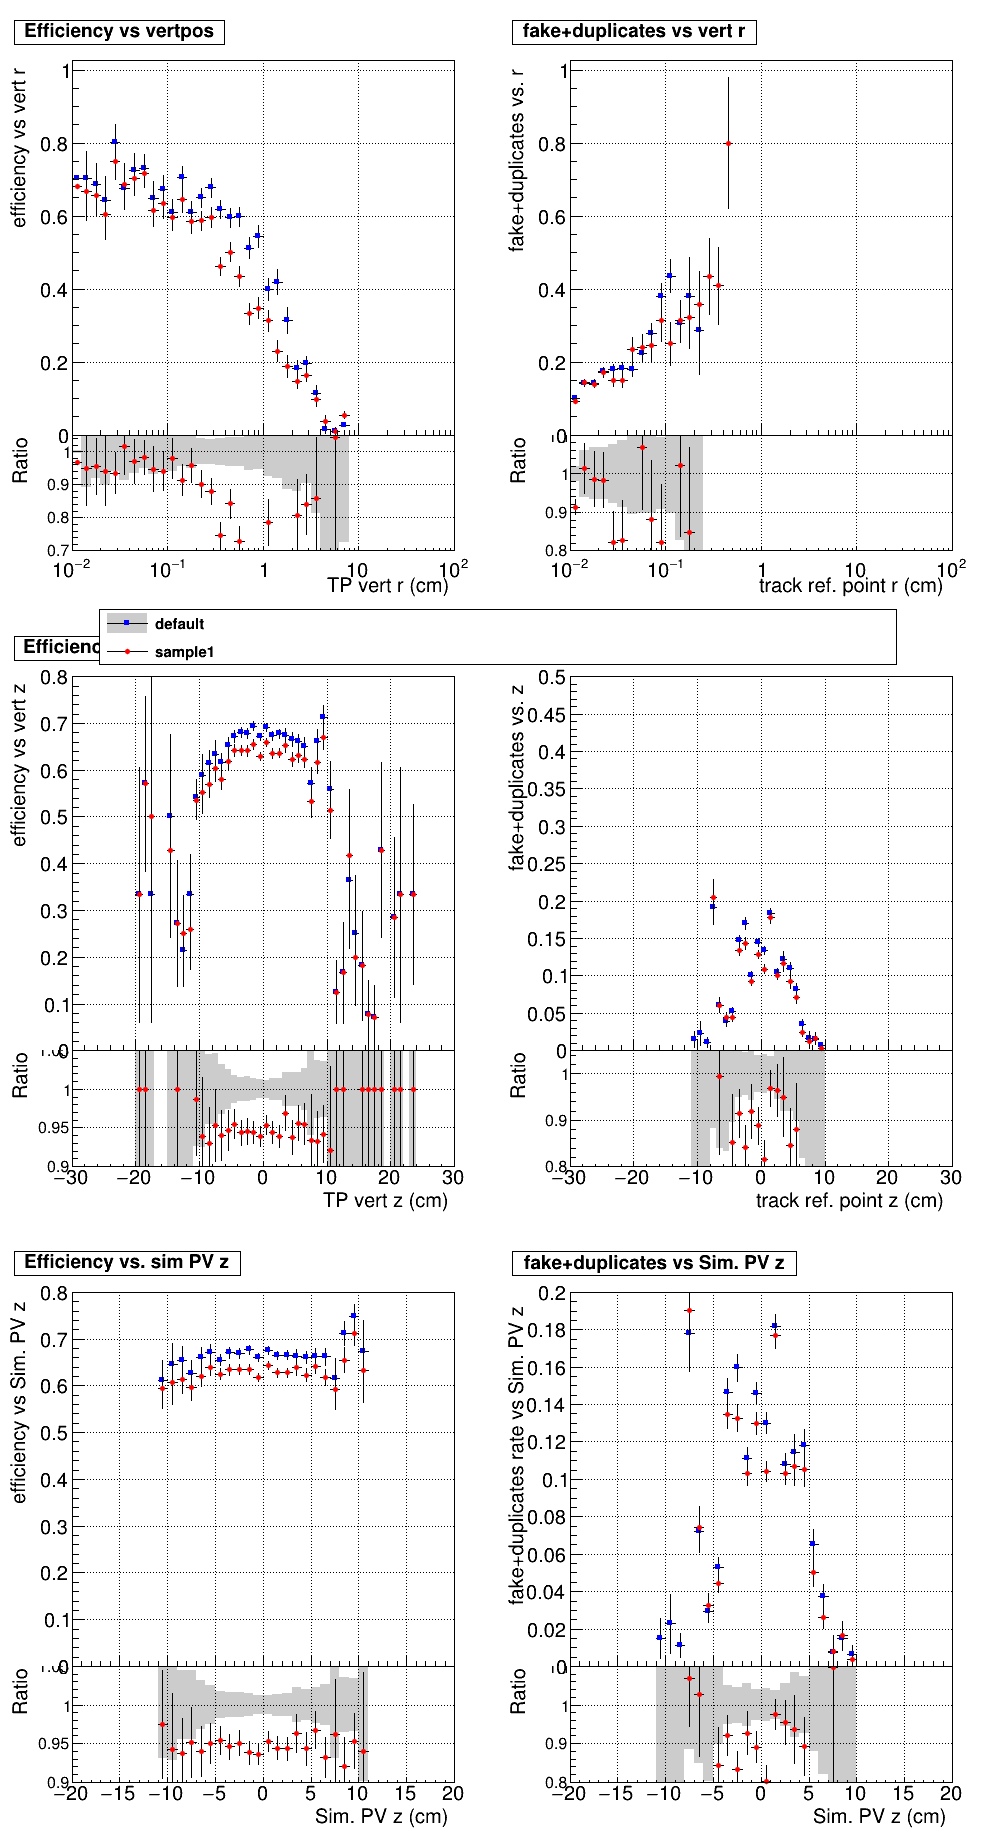 Efficiency vs vertpos
fake+duplicates vs vert r
efficiency vs vert r
1
0.8
0.6
0.4
0.2
0
Ratio
1
0.9
0.8
0.7
10⁻² 10⁻¹ 1 10 10²
TP vert r (cm)
fake+duplicates vs. r
1
0.8
0.6
0.4
0.2
0
Ratio
1
0.9
0.8
10⁻² 10⁻¹ 1 10 10²
track ref. point r (cm)
default
sample1
Efficienc
efficiency vs vert z
0.8
0.7
0.6
0.5
0.4
0.3
0.2
0.1
0
Ratio
1
0.95
0.9
−30 −20 −10 0 10 20 30
TP vert z (cm)
fake+duplicates vs. z
0.5
0.45
0.4
0.35
0.3
0.25
0.2
0.15
0.1
0.05
0
Ratio
1
0.9
0.8
−30 −20 −10 0 10 20 30
track ref. point z (cm)
Efficiency vs. sim PV z
fake+duplicates vs Sim. PV z
efficiency vs Sim. PV z
0.8
0.7
0.6
0.5
0.4
0.3
0.2
0.1
0
Ratio
1
0.95
0.9
−20 −15 −10 −5 0 5 10 15 20
Sim. PV z (cm)
fake+duplicates rate vs Sim. PV z
0.2
0.18
0.16
0.14
0.12
0.1
0.08
0.06
0.04
0.02
0
Ratio
1
0.9
0.8
−20 −15 −10 −5 0 5 10 15 20
Sim. PV z (cm)